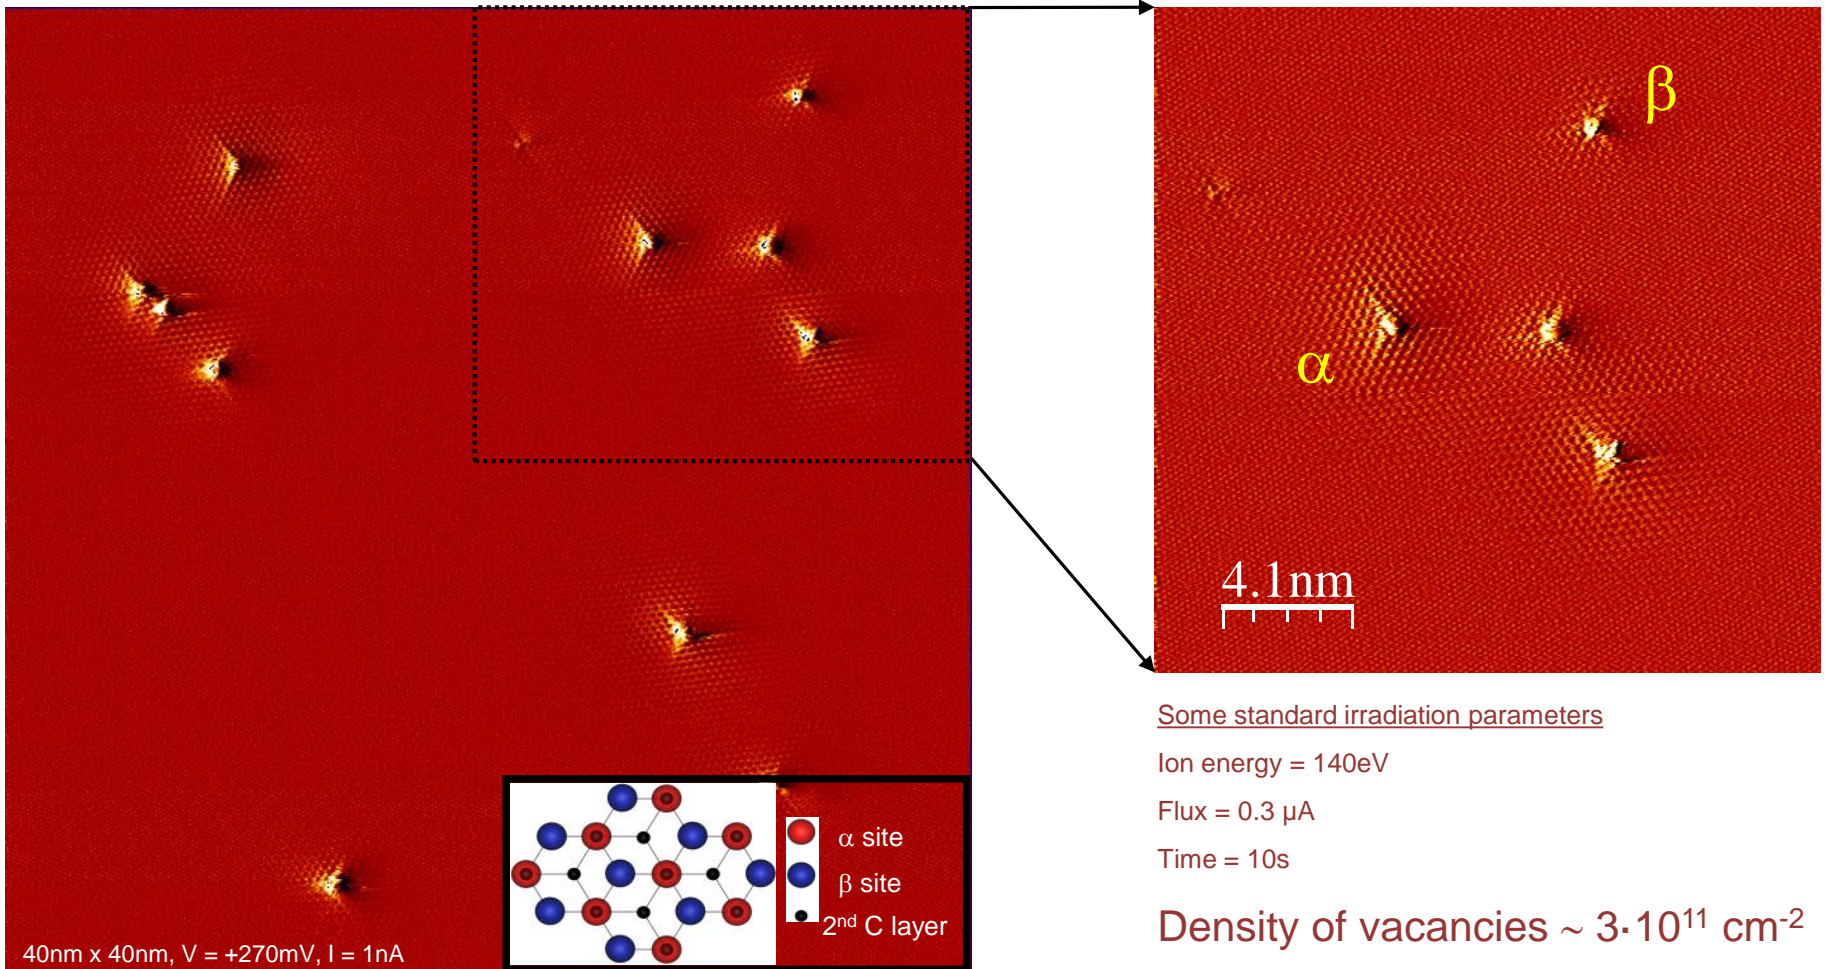 β
α
4.1nm
Some standard irradiation parameters
Ion energy = 140eV
Flux = 0.3 µA
Time = 10s
Density of vacancies ~ 3·10¹¹ cm⁻²
α site
β site
2ⁿᵈ C layer
40nm x 40nm, V = +270mV, I = 1nA